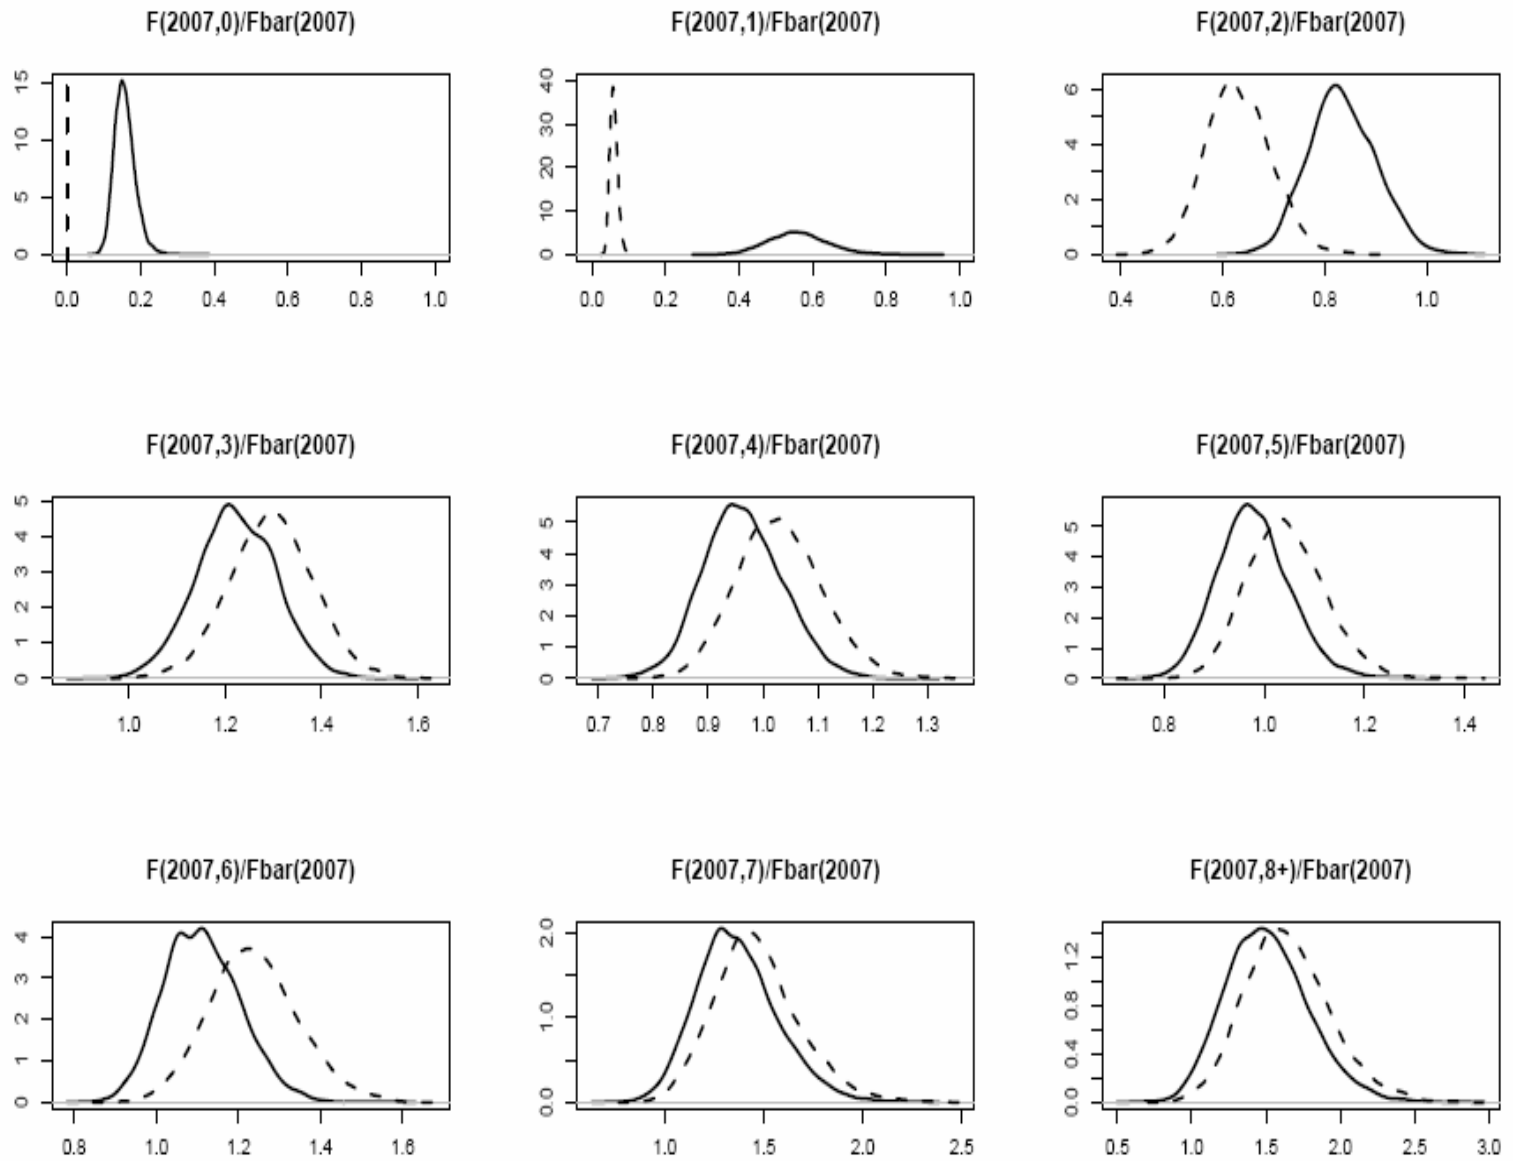 F(2007,0)/Fbar(2007) F(2007,1)/Fbar(2007) F(2007,2)/Fbar(2007)
15 10 5 0
0.0 0.2 0.4 0.6 0.8 1.0
40 30 20 10 0
0.0 0.2 0.4 0.6 0.8 1.0
6 4 2 0
0.4 0.6 0.8 1.0
F(2007,3)/Fbar(2007) F(2007,4)/Fbar(2007) F(2007,5)/Fbar(2007)
5 4 3 2 1 0
1.0 1.2 1.4 1.6
5 4 3 2 1 0
0.7 0.8 0.9 1.0 1.1 1.2 1.3
5 4 3 2 1 0
0.8 1.0 1.2 1.4
F(2007,6)/Fbar(2007) F(2007,7)/Fbar(2007) F(2007,8+)/Fbar(2007)
4 3 2 1 0
0.8 1.0 1.2 1.4 1.6
2.0 1.0 0.0
1.0 1.5 2.0 2.5
1.2 0.8 0.4 0.0
0.5 1.0 1.5 2.0 2.5 3.0